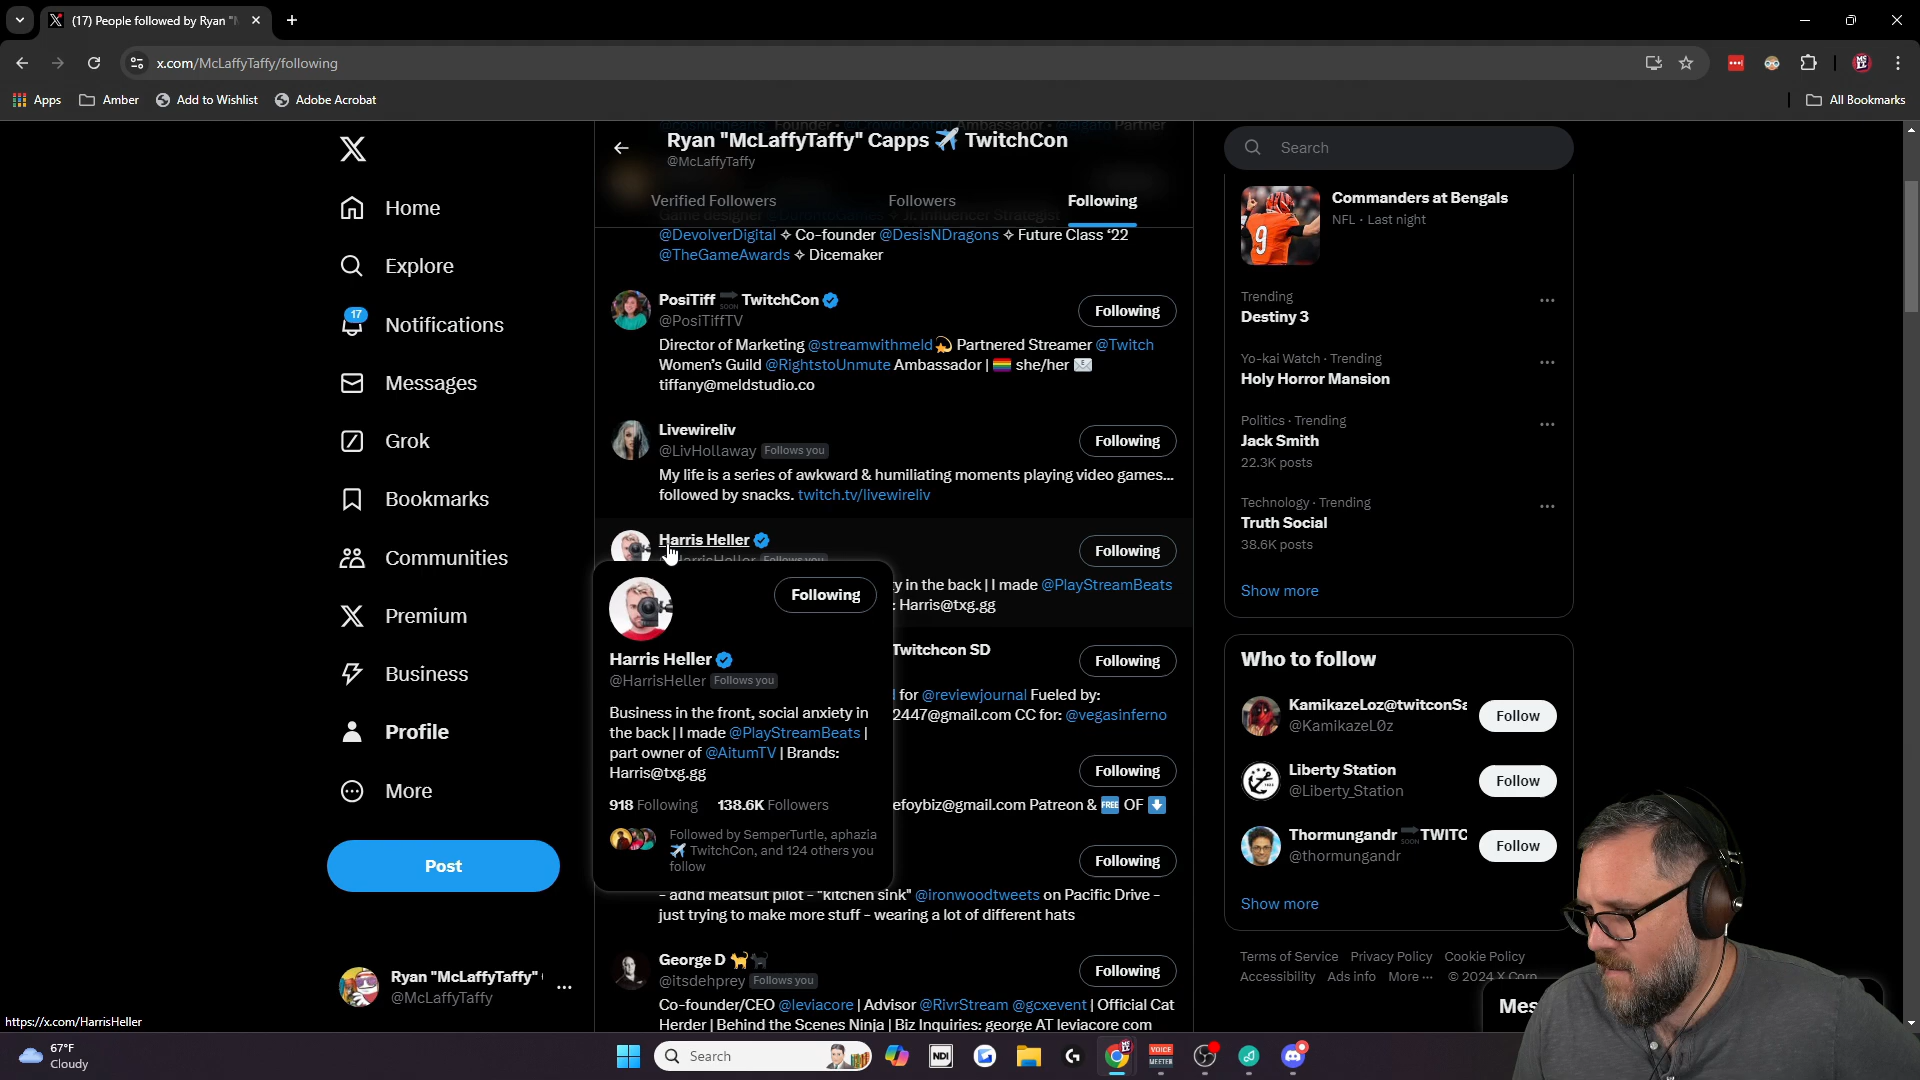 (17) People followed by Ryan "
x.com/McLaffyTaffy/following
Apps
Amber
Add to Wishlist
Adobe Acrobat
All Bookmarks
Home
Explore
17
Notifications
Messages
Grok
Bookmarks
Communities
Premium
Business
Profile
More
Post
Ryan "McLaffyTaffy"
@McLaffyTaffy
https://x.com/HarrisHeller
Ryan "McLaffyTaffy" Capps ✈️ TwitchCon
@McLaffyTaffy
Verified Followers
Followers
Following
@DevolverDigital ✧ Co-founder @DesisNDragons ✧ Future Class ‘22
@TheGameAwards ✧ Dicemaker
PosiTiff 🔜 TwitchCon
@PosiTiffTV
Following
Director of Marketing @streamwithmeld 💫 Partnered Streamer @Twitch
Women’s Guild @RightstoUnmute Ambassador | 🏳️‍🌈 she/her 📨
tiffany@meldstudio.co
Livewireliv
@LivHollaway Follows you
Following
My life is a series of awkward & humiliating moments playing video games...
followed by snacks. twitch.tv/livewireliv
Harris Heller
Following
y in the back | I made @PlayStreamBeats
: Harris@txg.gg
Following
Harris Heller
@HarrisHeller Follows you
Business in the front, social anxiety in
the back | I made @PlayStreamBeats |
part owner of @AitumTV | Brands:
Harris@txg.gg
918 Following 138.6K Followers
Followed by SemperTurtle, aphazia
✈️ TwitchCon, and 124 others you
follow
Twitchcon SD
Following
for @reviewjournal Fueled by:
2447@gmail.com CC for: @vegasinferno
Following
efoybiz@gmail.com Patreon & 🆓 OF ⬇️
Following
- adhd meatsuit pilot - "kitchen sink" @ironwoodtweets on Pacific Drive -
just trying to make more stuff - wearing a lot of different hats
George D 🐈🐈‍⬛
@itsdehprey Follows you
Following
Co-founder/CEO @leviacore | Advisor @RivrStream @gcxevent | Official Cat
Herder | Behind the Scenes Ninja | Biz Inquiries: george AT leviacore com
Search
Commanders at Bengals
NFL · Last night
Trending
Destiny 3
Yo-kai Watch · Trending
Holy Horror Mansion
Politics · Trending
Jack Smith
22.3K posts
Technology · Trending
Truth Social
38.6K posts
Show more
Who to follow
KamikazeLoz@twitconSa
@KamikazeL0z
Follow
Liberty Station
@Liberty_Station
Follow
Thormungandr 🔜 TWITC
@thormungandr
Follow
Show more
Terms of Service Privacy Policy Cookie Policy
Accessibility Ads info More ··· © 2024 X Corp
Mes
67°F
Cloudy
Search
NDI
VOICE
MEETER